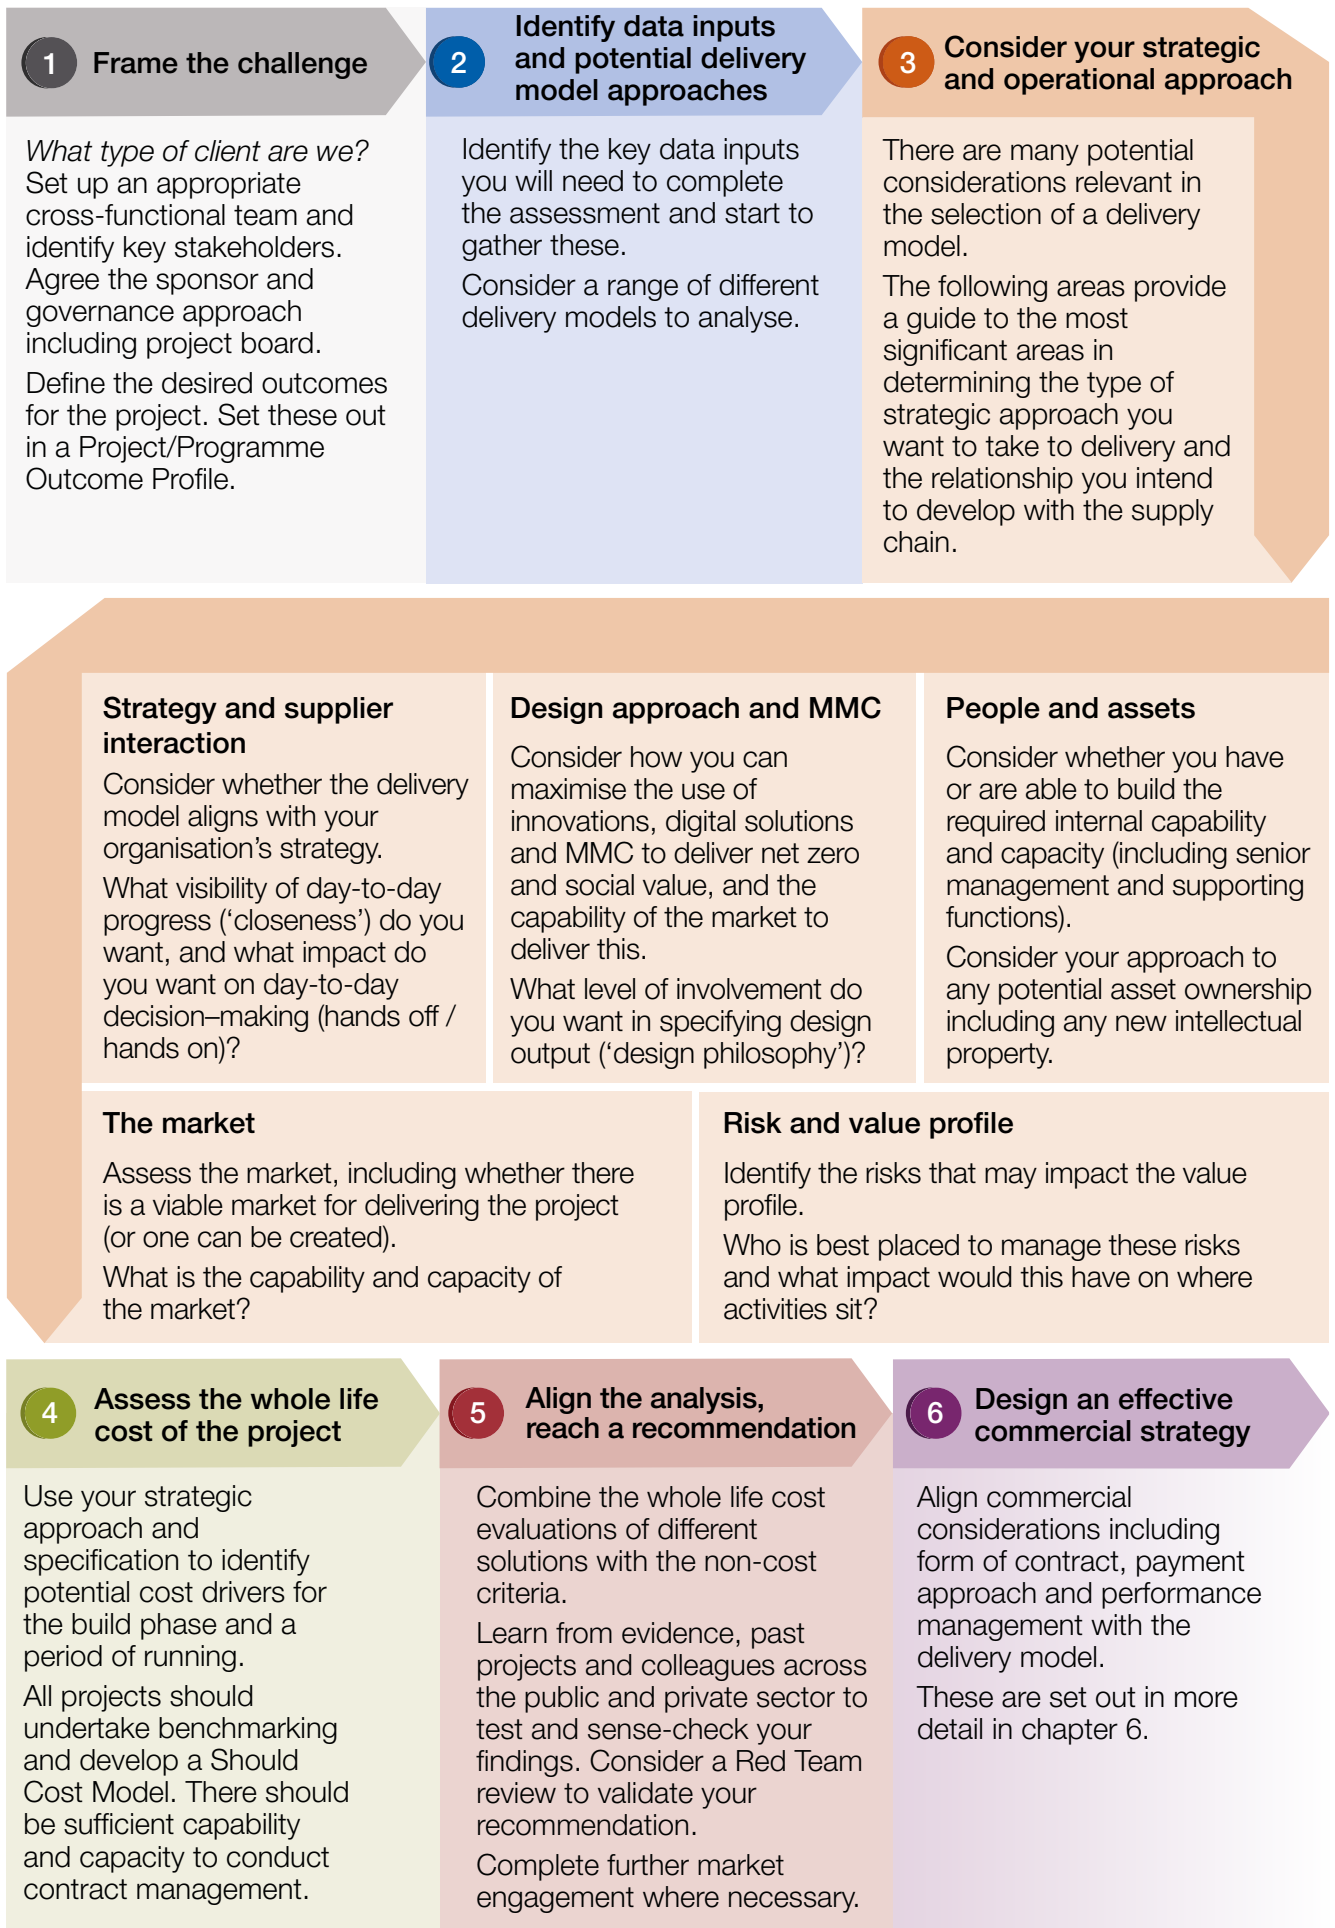 1 Frame the challenge
What type of client are we?
Set up an appropriate
cross-functional team and
identify key stakeholders.
Agree the sponsor and
governance approach
including project board.
Define the desired outcomes
for the project. Set these out
in a Project/Programme
Outcome Profile.
2 Identify data inputs
and potential delivery
model approaches
Identify the key data inputs
you will need to complete
the assessment and start to
gather these.
Consider a range of different
delivery models to analyse.
3 Consider your strategic
and operational approach
There are many potential
considerations relevant in
the selection of a delivery
model.
The following areas provide
a guide to the most
significant areas in
determining the type of
strategic approach you
want to take to delivery and
the relationship you intend
to develop with the supply
chain.
Strategy and supplier
interaction
Consider whether the delivery
model aligns with your
organisation’s strategy.
What visibility of day-to-day
progress (‘closeness’) do you
want, and what impact do
you want on day-to-day
decision–making (hands off /
hands on)?
Design approach and MMC
Consider how you can
maximise the use of
innovations, digital solutions
and MMC to deliver net zero
and social value, and the
capability of the market to
deliver this.
What level of involvement do
you want in specifying design
output (‘design philosophy’)?
People and assets
Consider whether you have
or are able to build the
required internal capability
and capacity (including senior
management and supporting
functions).
Consider your approach to
any potential asset ownership
including any new intellectual
property.
The market
Assess the market, including whether there
is a viable market for delivering the project
(or one can be created).
What is the capability and capacity of
the market?
Risk and value profile
Identify the risks that may impact the value
profile.
Who is best placed to manage these risks
and what impact would this have on where
activities sit?
4 Assess the whole life
cost of the project
Use your strategic
approach and
specification to identify
potential cost drivers for
the build phase and a
period of running.
All projects should
undertake benchmarking
and develop a Should
Cost Model. There should
be sufficient capability
and capacity to conduct
contract management.
5 Align the analysis,
reach a recommendation
Combine the whole life cost
evaluations of different
solutions with the non-cost
criteria.
Learn from evidence, past
projects and colleagues across
the public and private sector to
test and sense-check your
findings. Consider a Red Team
review to validate your
recommendation.
Complete further market
engagement where necessary.
6 Design an effective
commercial strategy
Align commercial
considerations including
form of contract, payment
approach and performance
management with the
delivery model.
These are set out in more
detail in chapter 6.